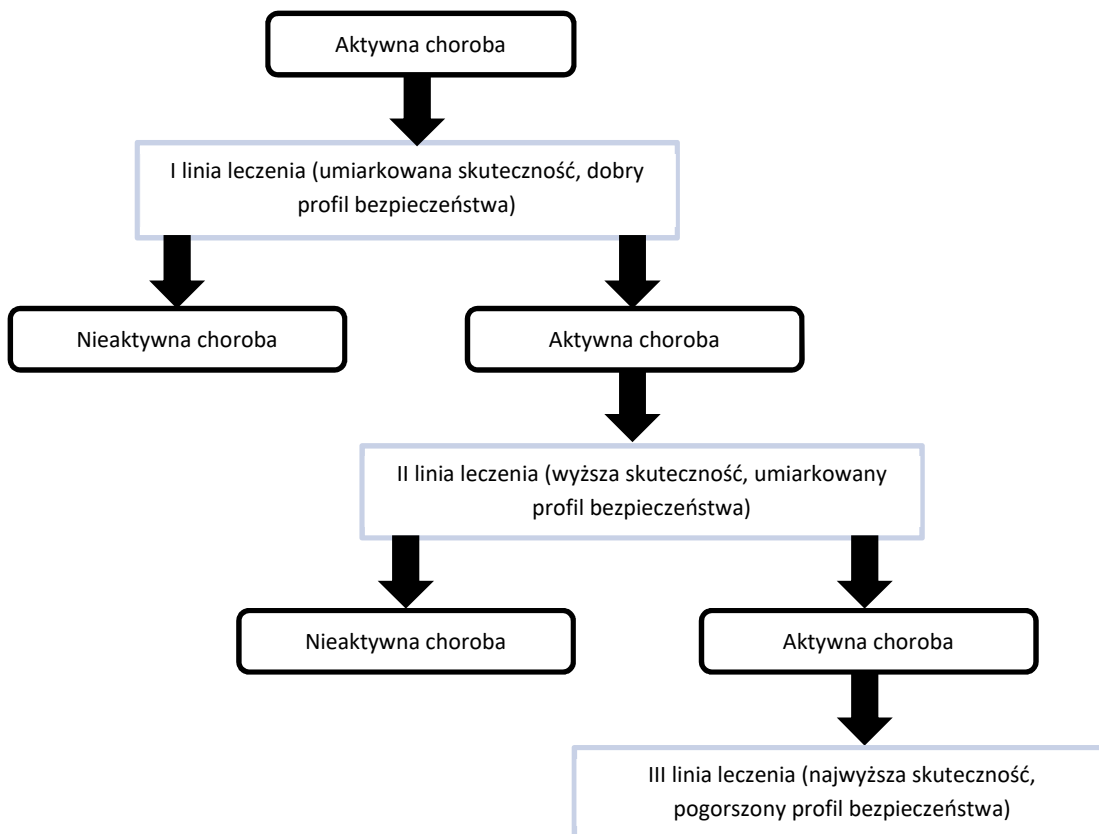 Aktywna choroba
I linia leczenia (umiarkowana skuteczność, dobry
profil bezpieczeństwa)
Nieaktywna choroba
Aktywna choroba
II linia leczenia (wyższa skuteczność, umiarkowany
profil bezpieczeństwa)
Nieaktywna choroba
Aktywna choroba
III linia leczenia (najwyższa skuteczność,
pogorszony profil bezpieczeństwa)